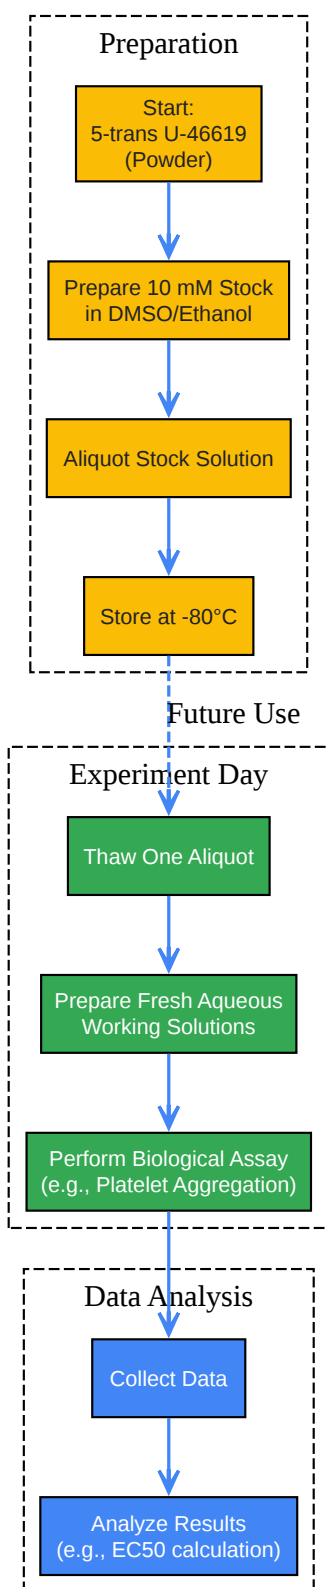 Preparation
Start:
5-trans U-46619
(Powder)
Prepare 10 mM Stock
in DMSO/Ethanol
Aliquot Stock Solution
Store at -80°C
Future Use
Experiment Day
Thaw One Aliquot
Prepare Fresh Aqueous
Working Solutions
Perform Biological Assay
(e.g., Platelet Aggregation)
Data Analysis
Collect Data
Analyze Results
(e.g., EC50 calculation)